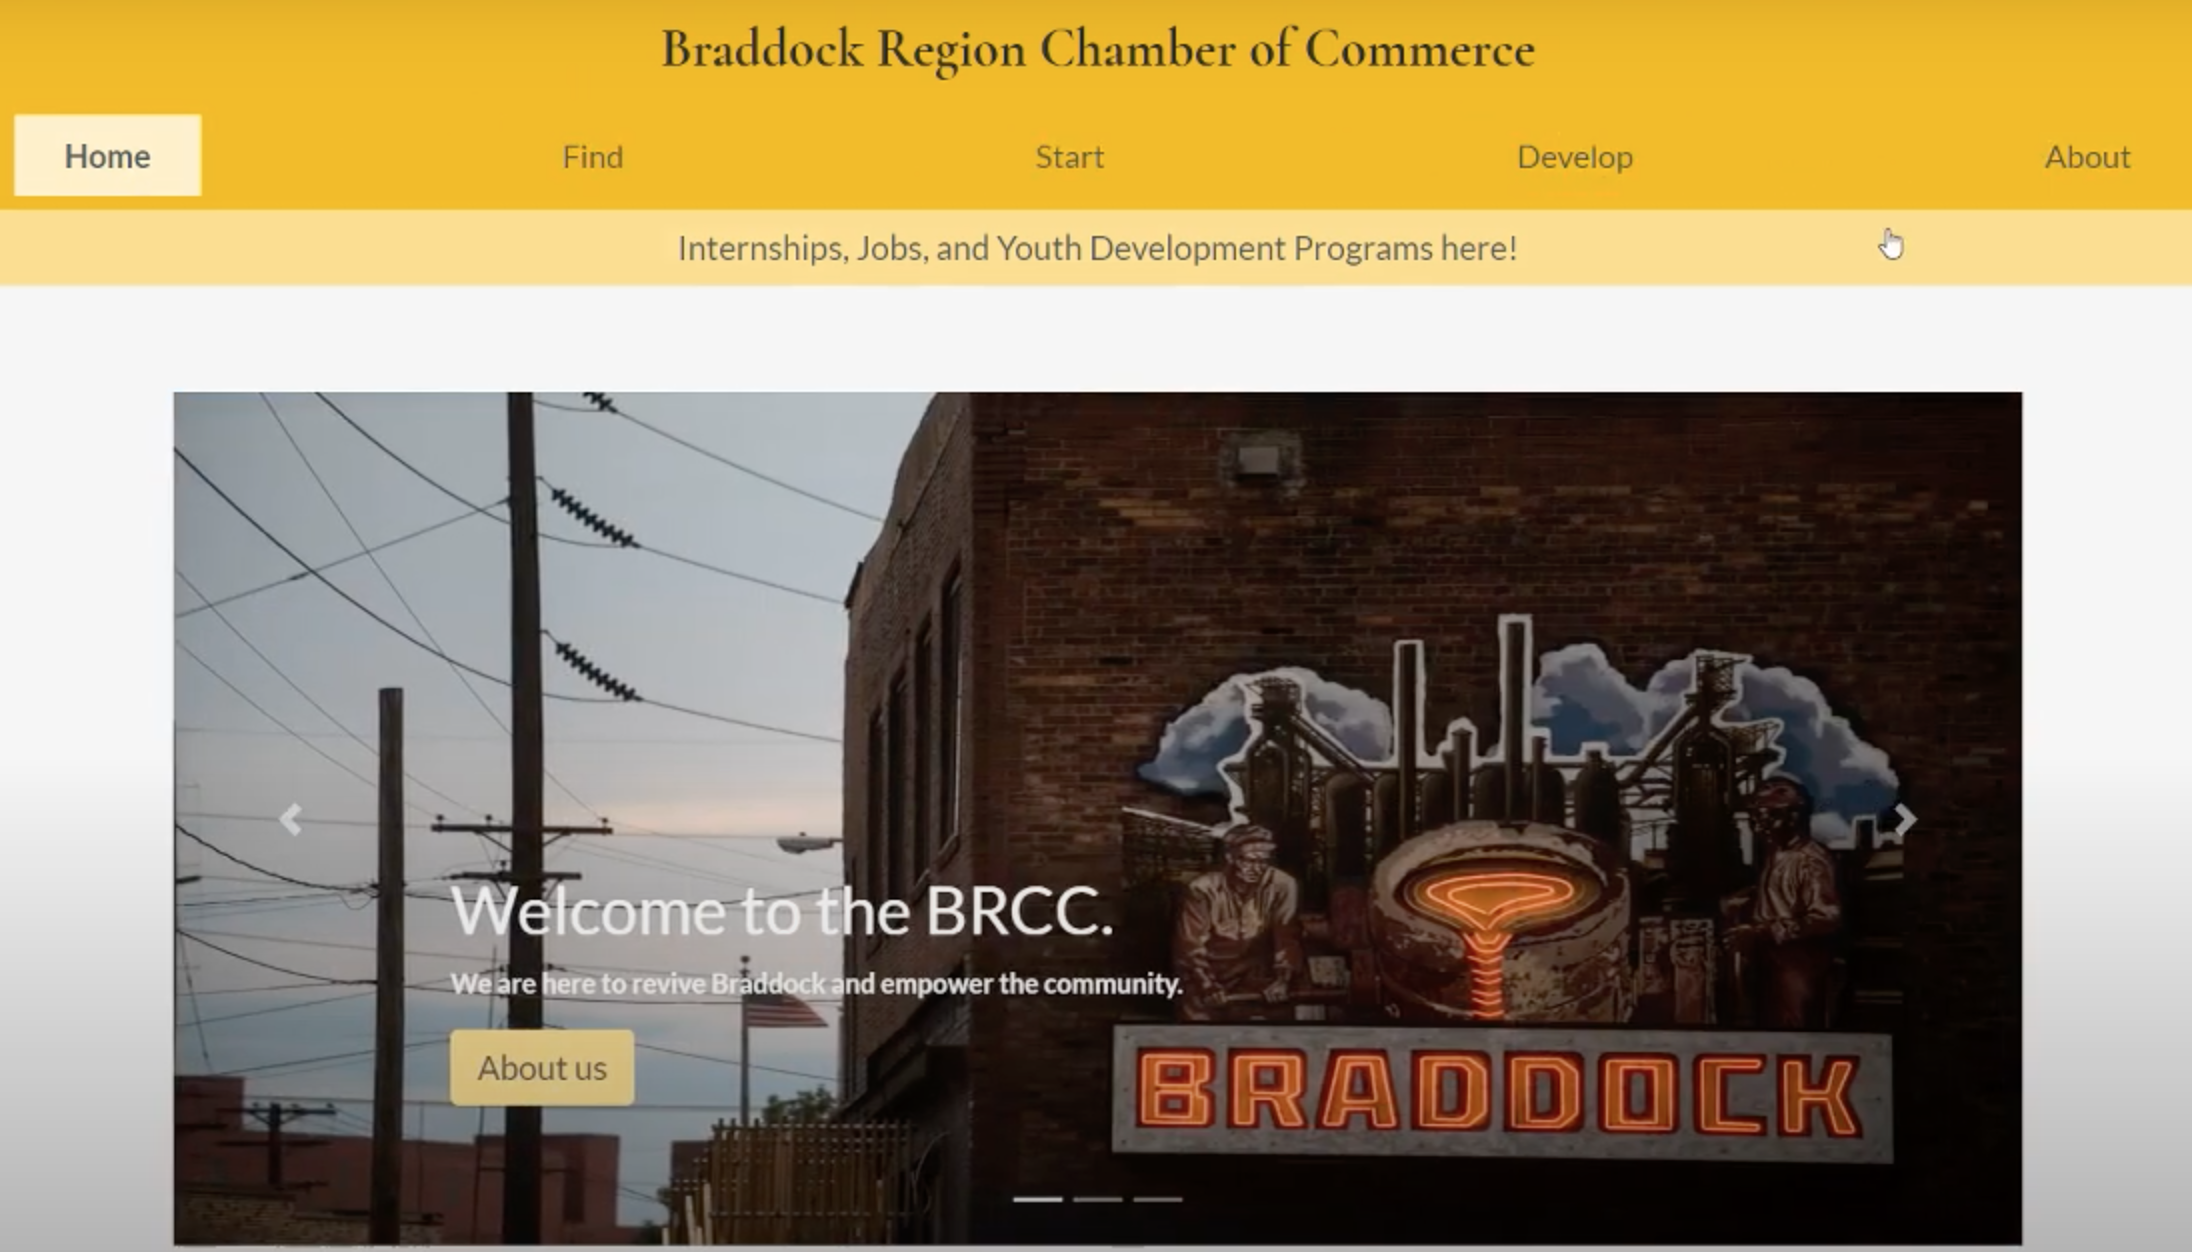 Braddock Region Chamber of Commerce
Home Find Start Develop About
Internships, Jobs, and Youth Development Programs here!
Welcome to the BRCC.
We are here to revive Braddock and empower the community.
About us
BRADDOCK